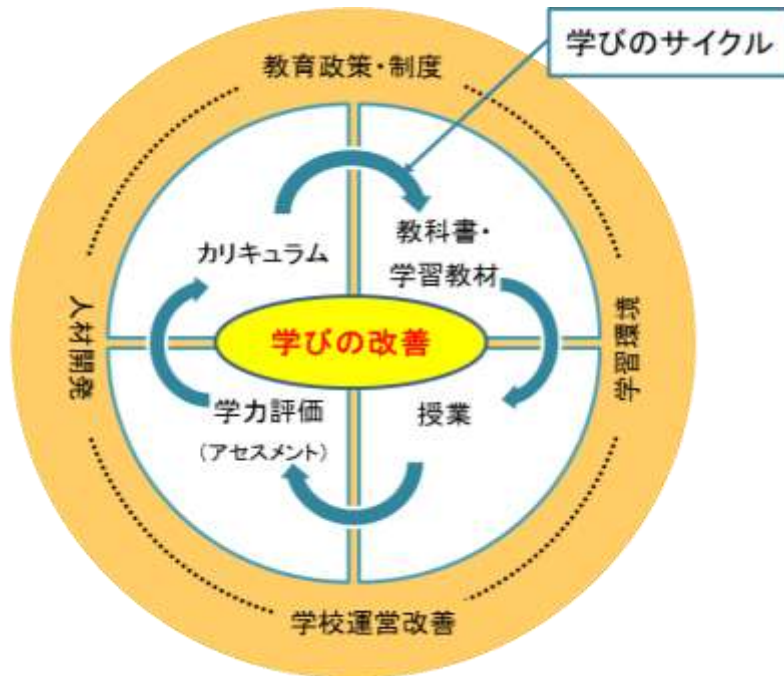 学びのサイクル
教育政策・制度
カリキュラム
教科書・
学習教材
人材開発
学びの改善
学習環境
学力評価
(アセスメント)
授業
学校運営改善